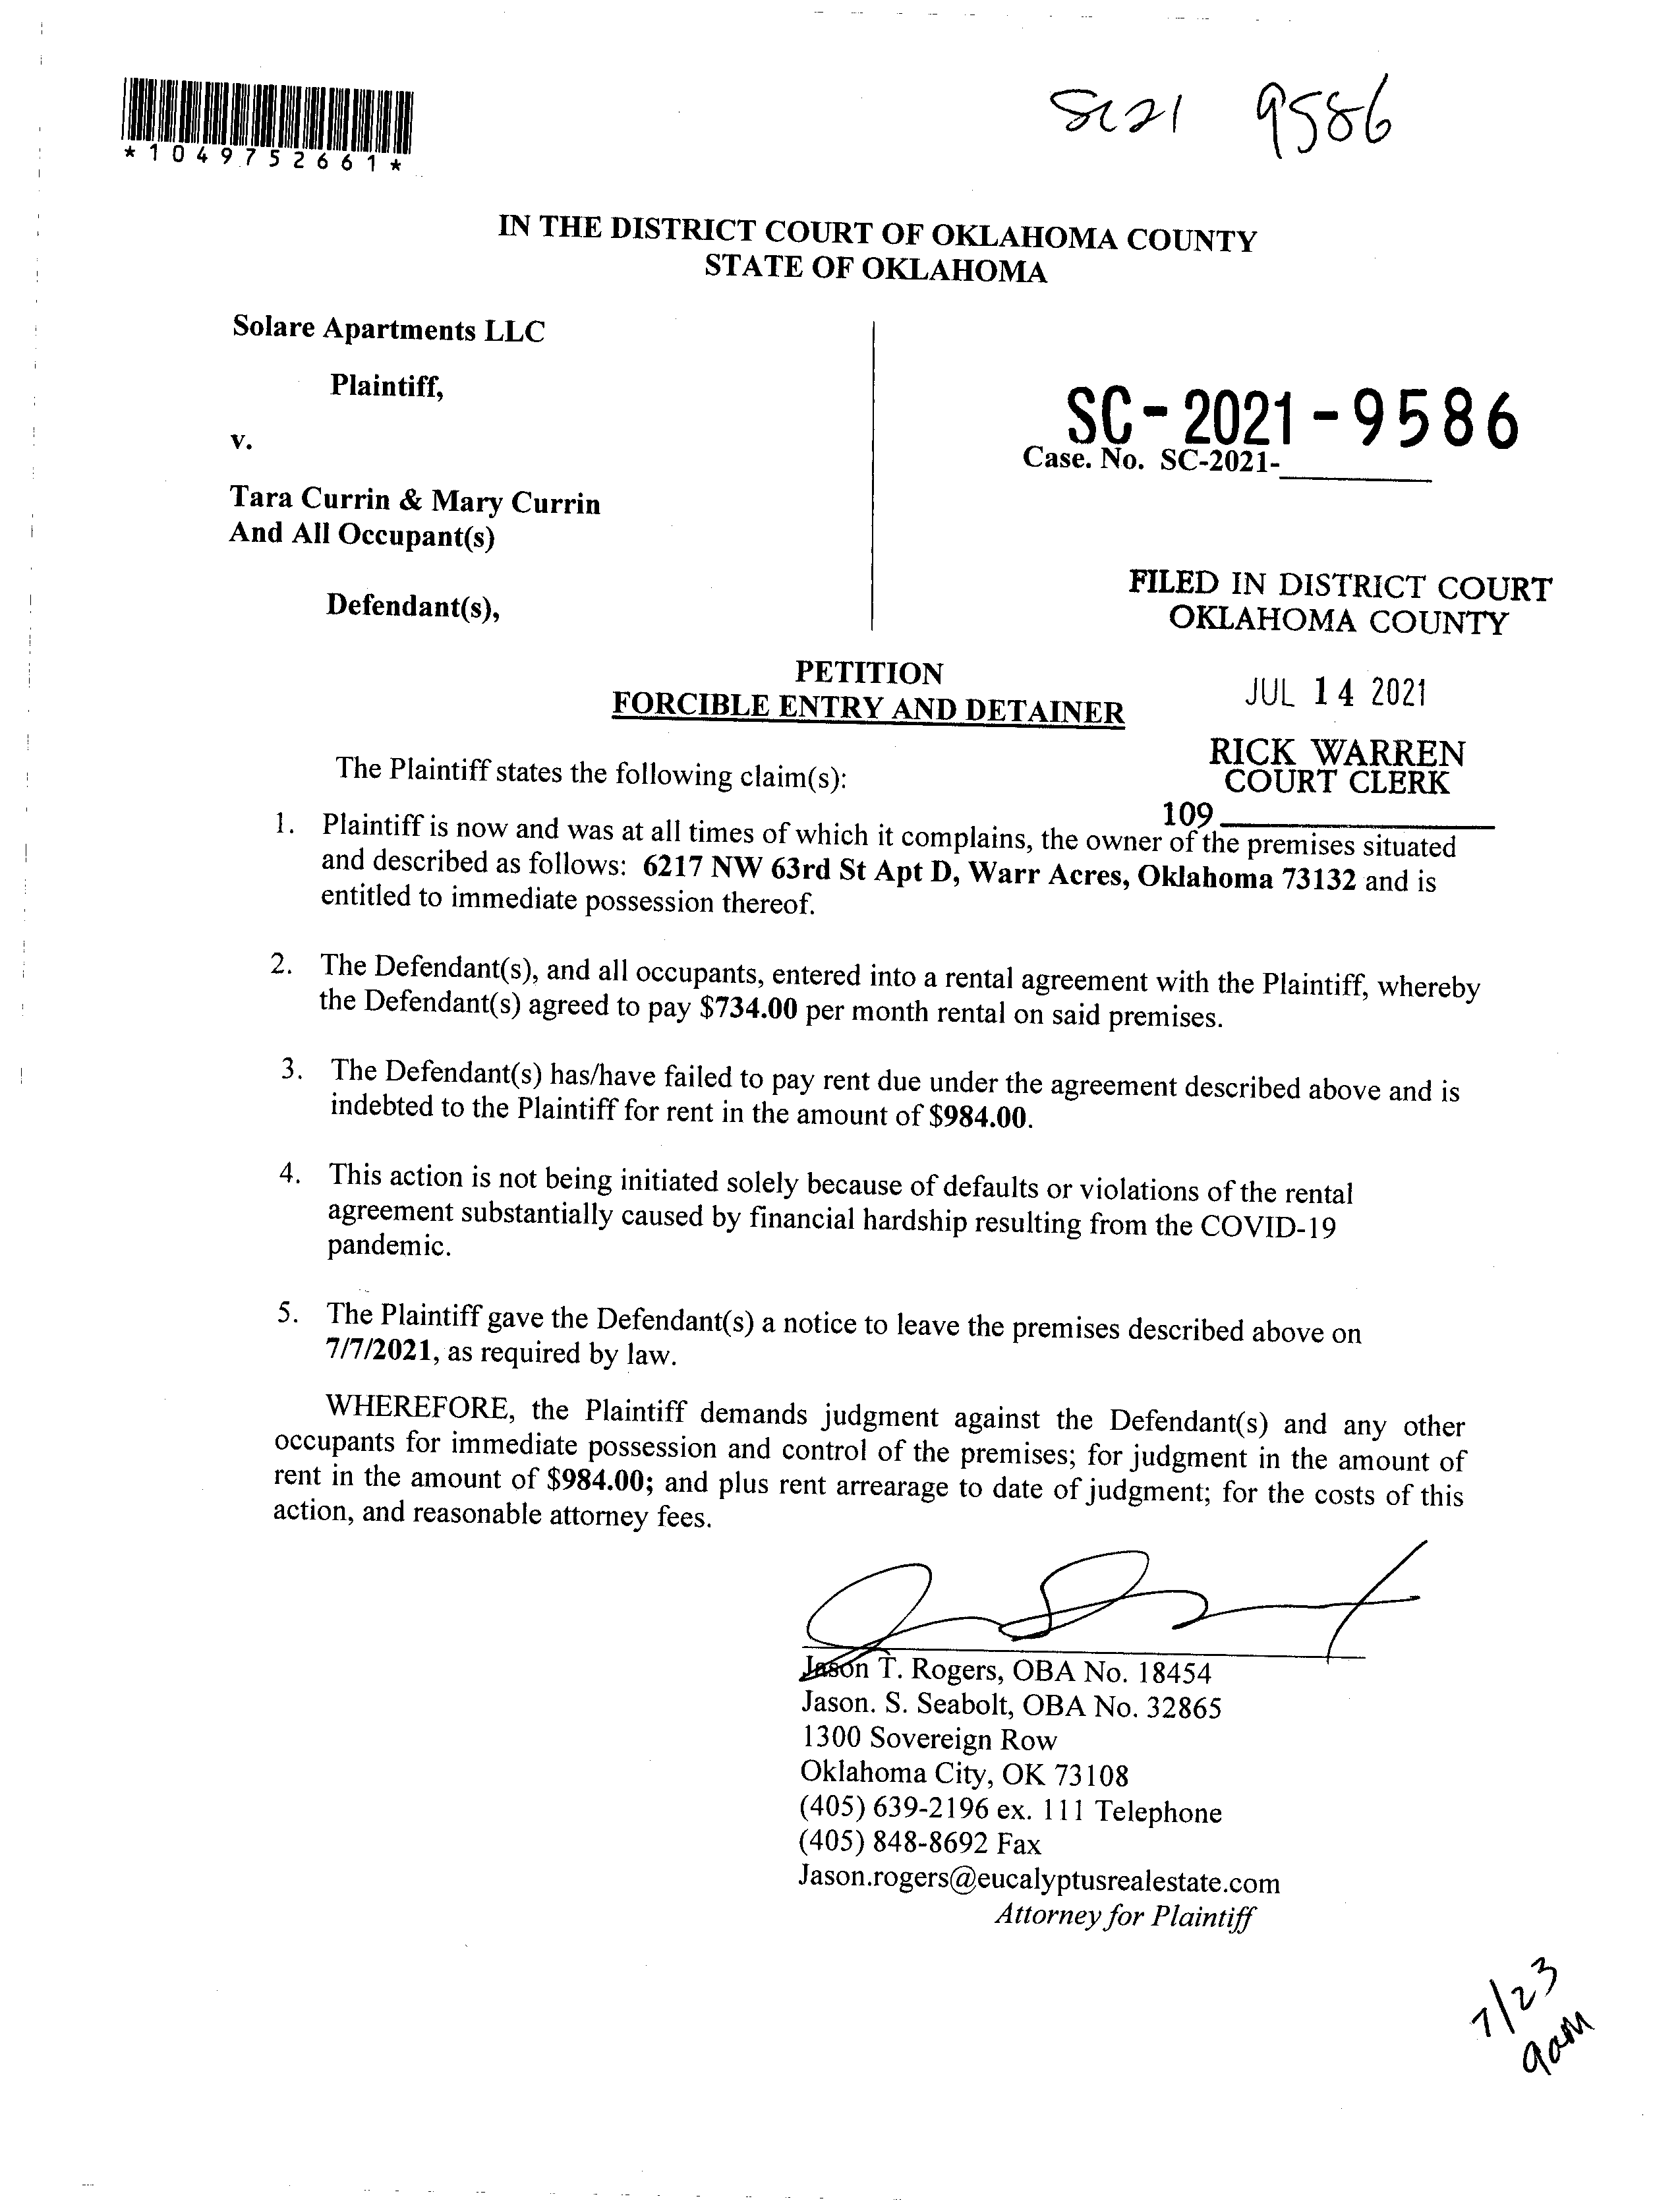 SC21 9586
*1049752661*
IN THE DISTRICT COURT OF OKLAHOMA COUNTY
STATE OF OKLAHOMA
Solare Apartments LLC
Plaintiff,
v.
Tara Currin & Mary Currin
And All Occupant(s)
Defendant(s),
SC-2021-9586
Case. No. SC-2021-
FILED IN DISTRICT COURT
OKLAHOMA COUNTY
JUL 14 2021
RICK WARREN
COURT CLERK
109
PETITION
FORCIBLE ENTRY AND DETAINER
The Plaintiff states the following claim(s):
1. Plaintiff is now and was at all times of which it complains, the owner of the premises situated
and described as follows: 6217 NW 63rd St Apt D, Warr Acres, Oklahoma 73132 and is
entitled to immediate possession thereof.
2. The Defendant(s), and all occupants, entered into a rental agreement with the Plaintiff, whereby
the Defendant(s) agreed to pay $734.00 per month rental on said premises.
3. The Defendant(s) has/have failed to pay rent due under the agreement described above and is
indebted to the Plaintiff for rent in the amount of $984.00.
4. This action is not being initiated solely because of defaults or violations of the rental
agreement substantially caused by financial hardship resulting from the COVID-19
pandemic.
5. The Plaintiff gave the Defendant(s) a notice to leave the premises described above on
7/7/2021, as required by law.
WHEREFORE, the Plaintiff demands judgment against the Defendant(s) and any other
occupants for immediate possession and control of the premises; for judgment in the amount of
rent in the amount of $984.00; and plus rent arrearage to date of judgment; for the costs of this
action, and reasonable attorney fees.
Jason T. Rogers, OBA No. 18454
Jason. S. Seabolt, OBA No. 32865
1300 Sovereign Row
Oklahoma City, OK 73108
(405) 639-2196 ex. 111 Telephone
(405) 848-8692 Fax
Jason.rogers@eucalyptusrealestate.com
Attorney for Plaintiff
7/23
9am